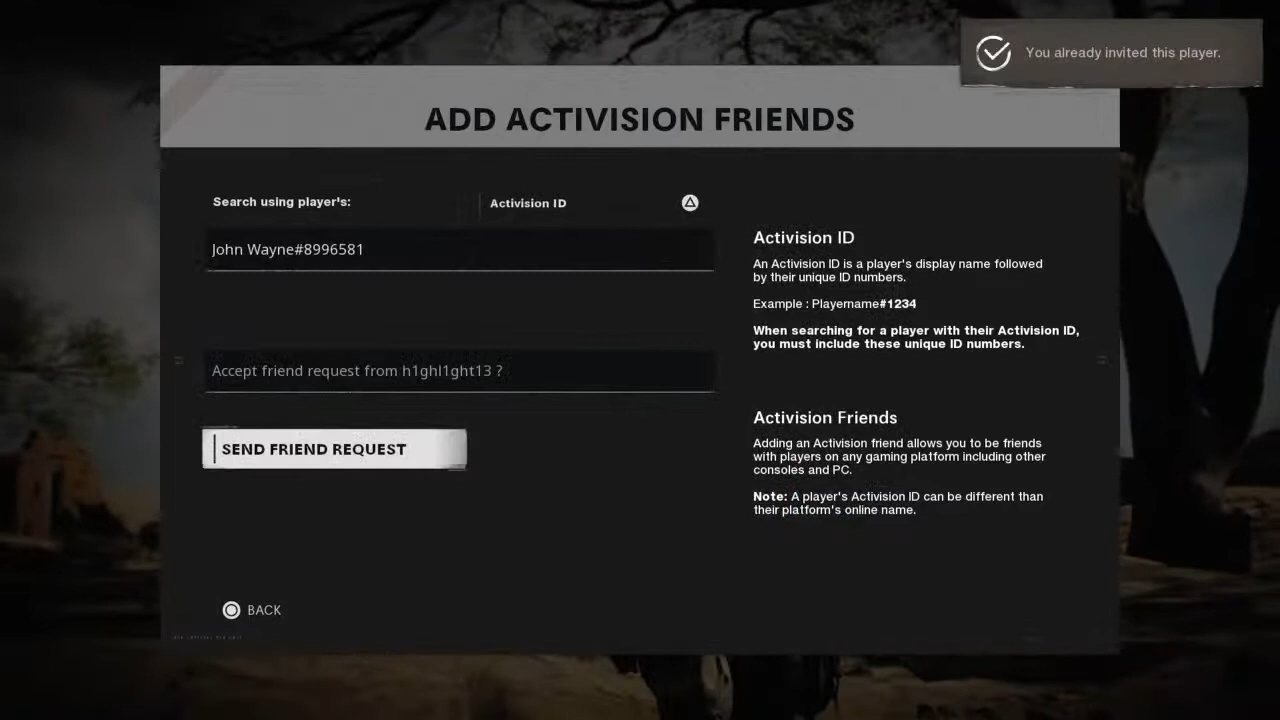 You already invited this player.
ADD ACTIVISION FRIENDS
Search using player's:
Activision ID
John Wayne#8996581
Accept friend request from h1ghl1ght13 ?
SEND FRIEND REQUEST
Activision ID
An Activision ID is a player's display name followed
by their unique ID numbers.
Example : Playername#1234
When searching for a player with their Activision ID,
you must include these unique ID numbers.
Activision Friends
Adding an Activision friend allows you to be friends
with players on any gaming platform including other
consoles and PC.
Note: A player's Activision ID can be different than
their platform's online name.
BACK